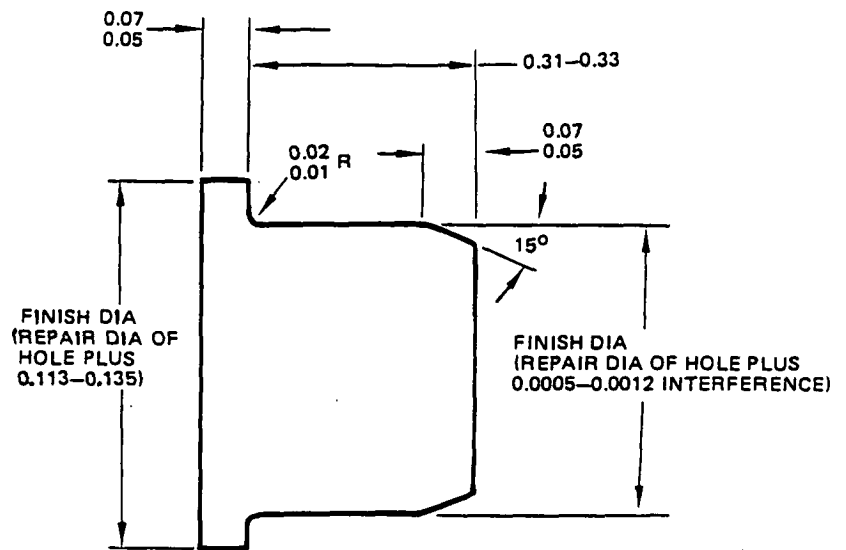 0.07
0.05
0.31–0.33
0.07
0.05
0.02
0.01 R
15°
FINISH DIA
(REPAIR DIA OF
HOLE PLUS
0.113–0.135)
FINISH DIA
(REPAIR DIA OF HOLE PLUS
0.0005–0.0012 INTERFERENCE)